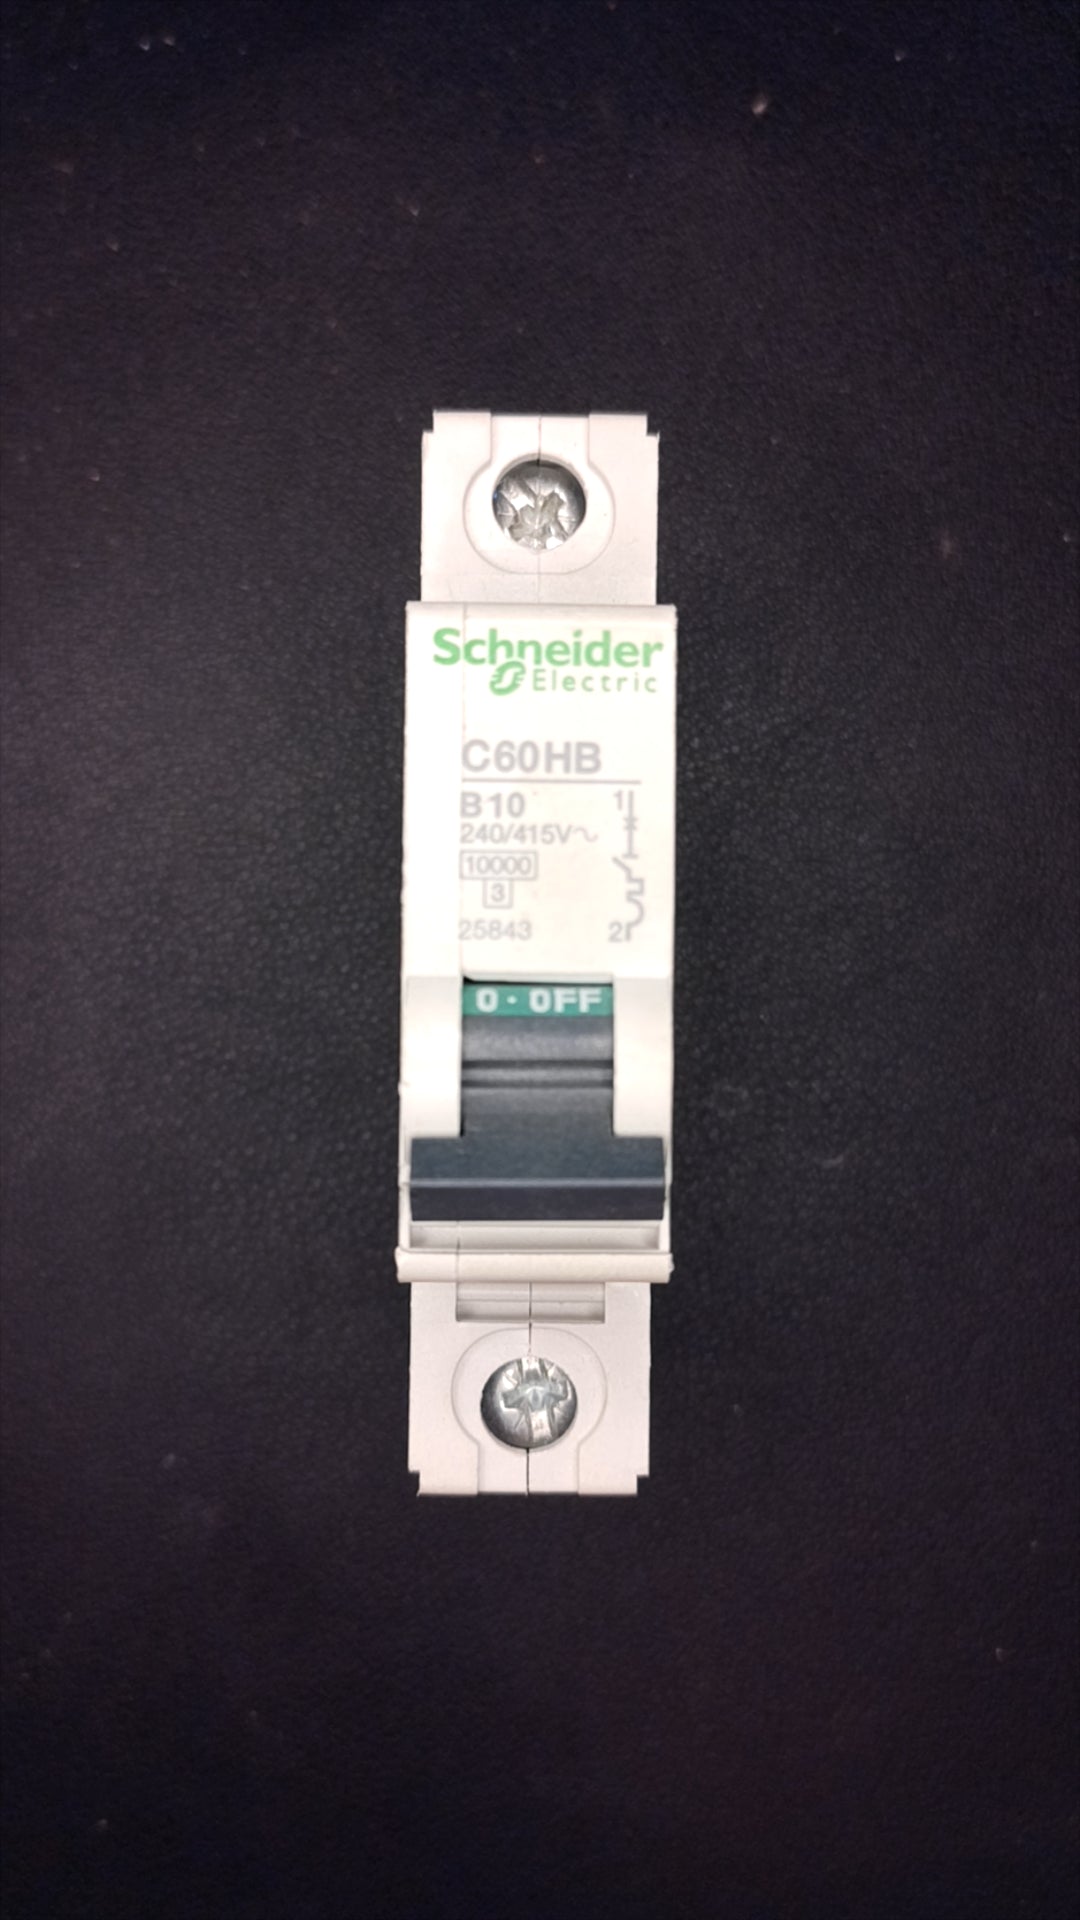 Schneider
Electric
C60HB
B10
1
240/415V~
10000
3
25843
2
0 · OFF